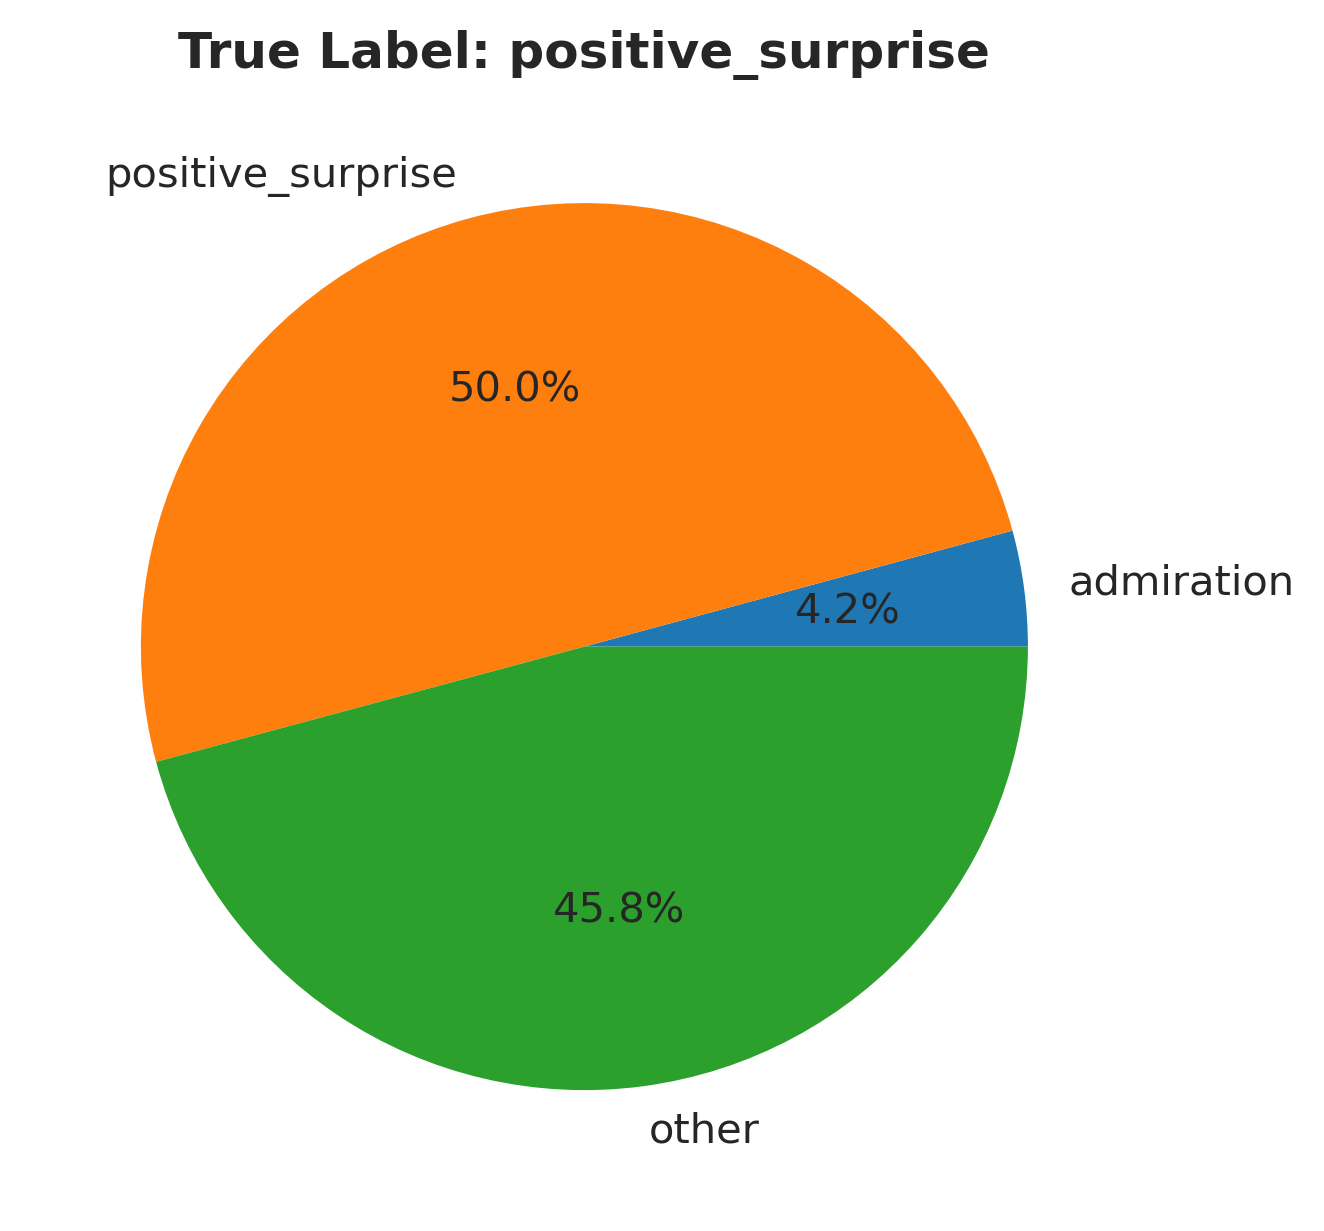 True Label: positive_surprise
positive_surprise
50.0%
admiration
4.2%
45.8%
other